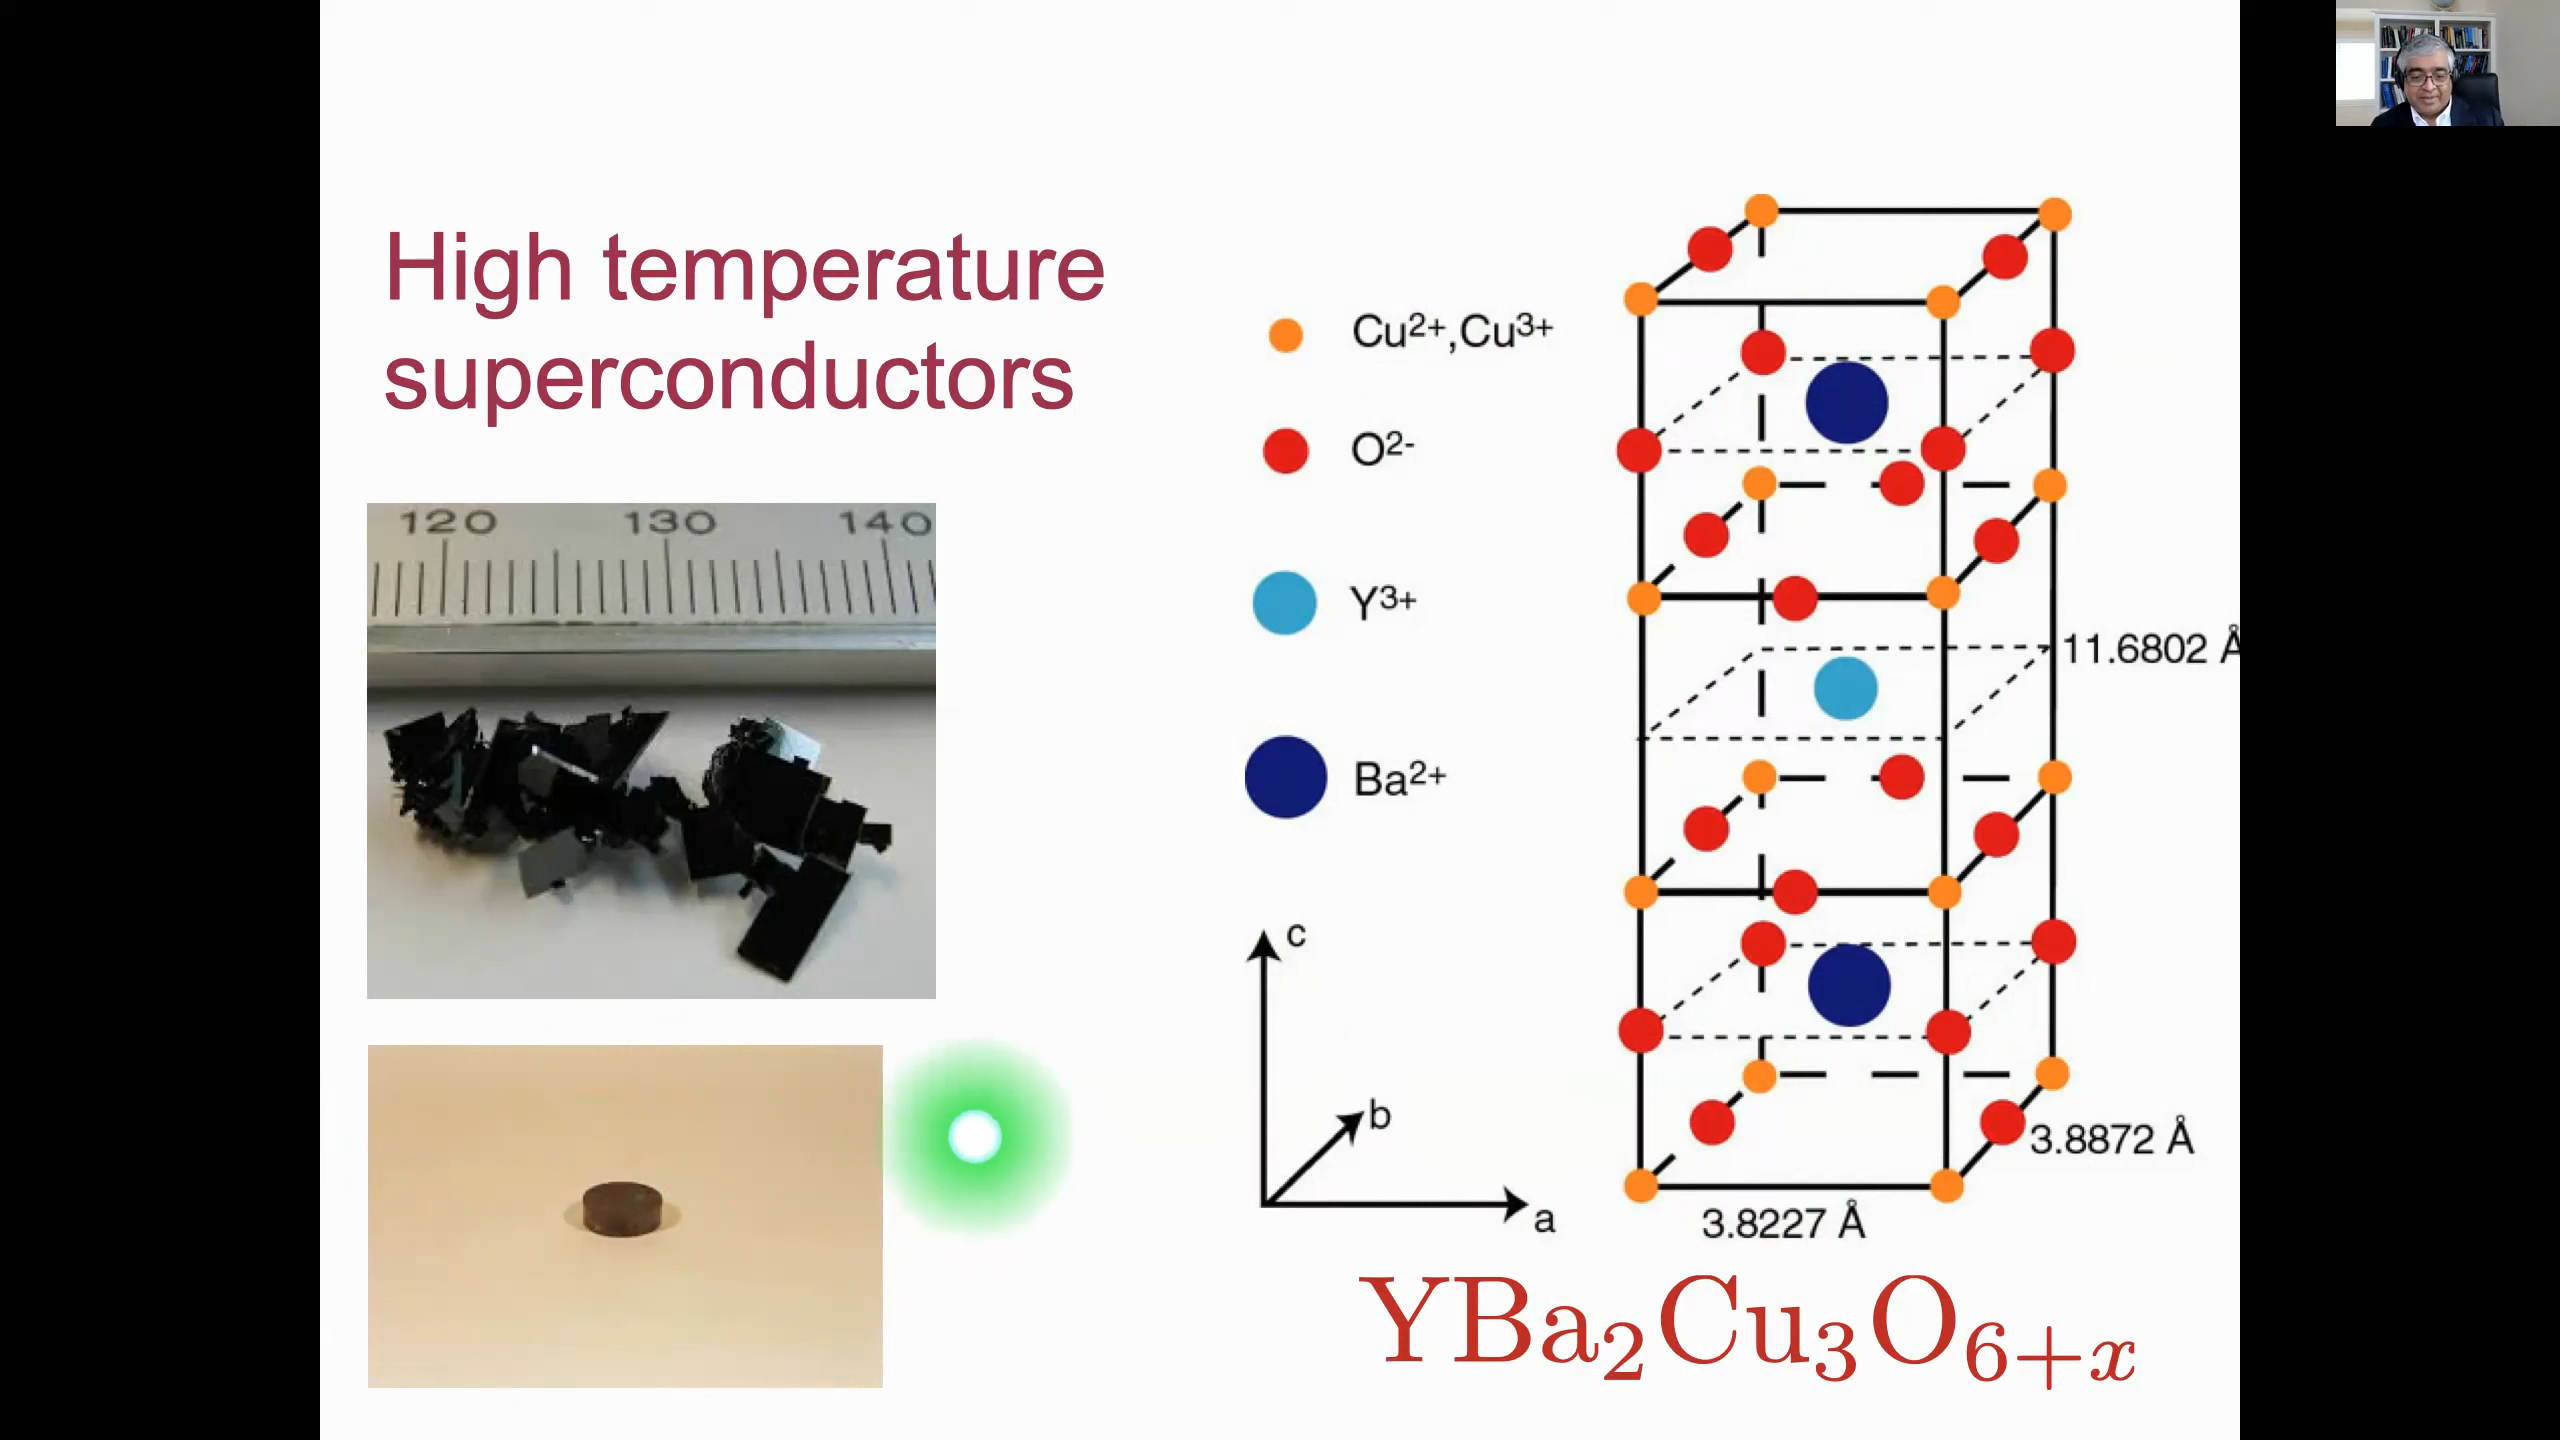 High temperature
superconductors
120 130 140
Cu²⁺,Cu³⁺
O²⁻
Y³⁺
Ba²⁺
c
b
a
11.6802 Å
3.8872 Å
3.8227 Å
YBa₂Cu₃O₆₊ₓ